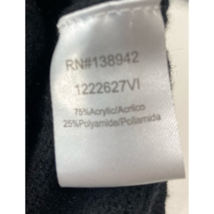 RN#138942
1222627VI
75%Acrylic/Acrilico
25%Polyamide/Poliamida